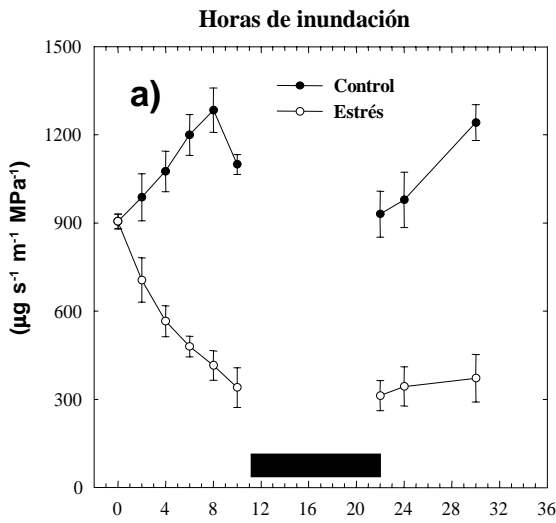 Horas de inundación
1500
1200
900
600
300
0
(µg s-1 m-1 MPa-1)
a)
Control
Estrés
0 4 8 12 16 20 24 28 32 36